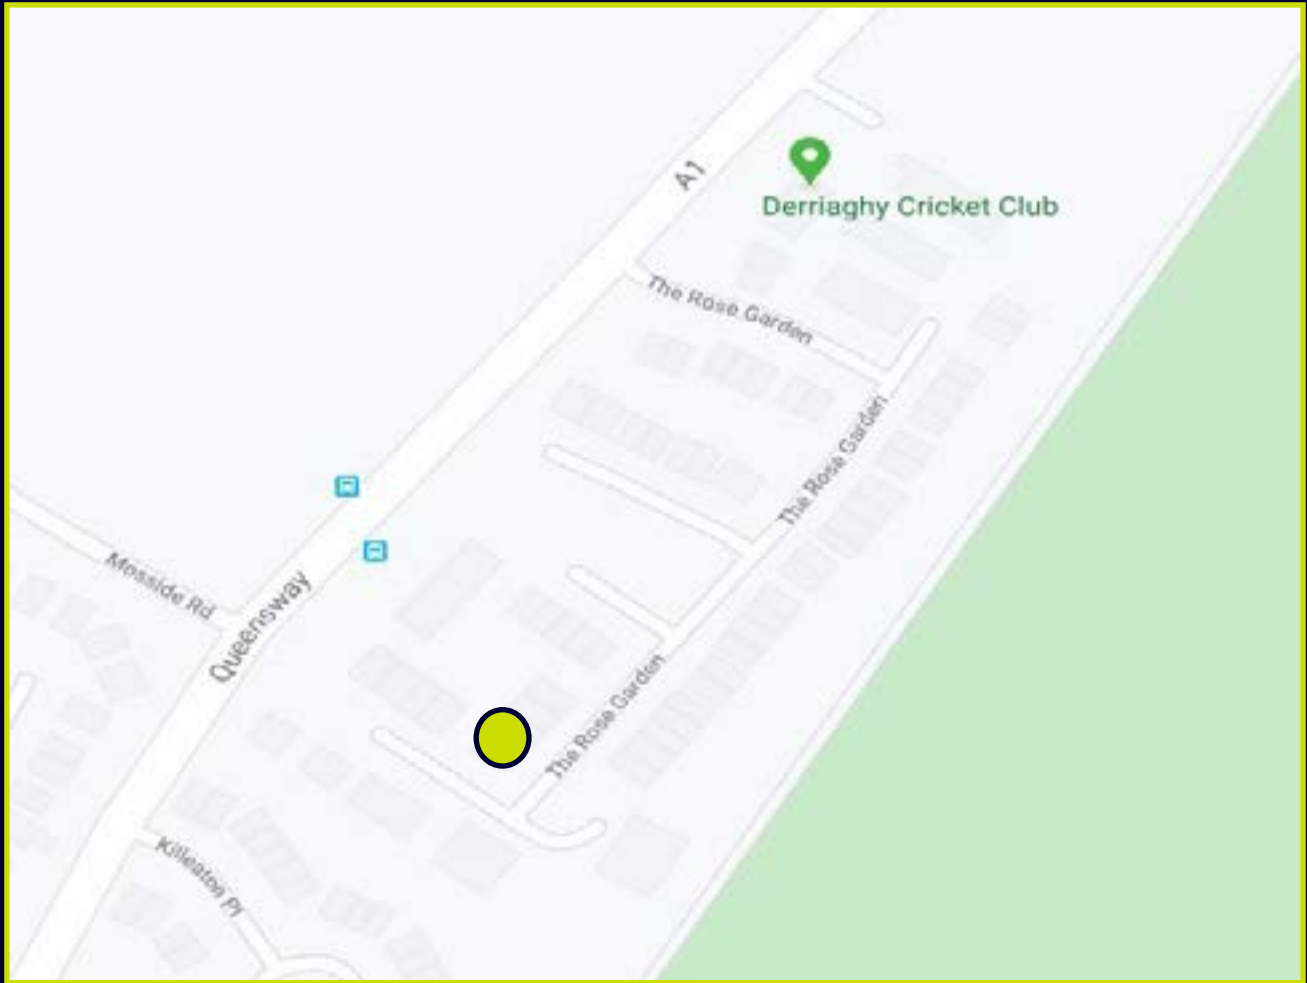 A1
Derriaghy Cricket Club
The Rose Garden
The Rose Garden
Mosside Rd
Queensway
The Rose Garden
Killeaton Pl